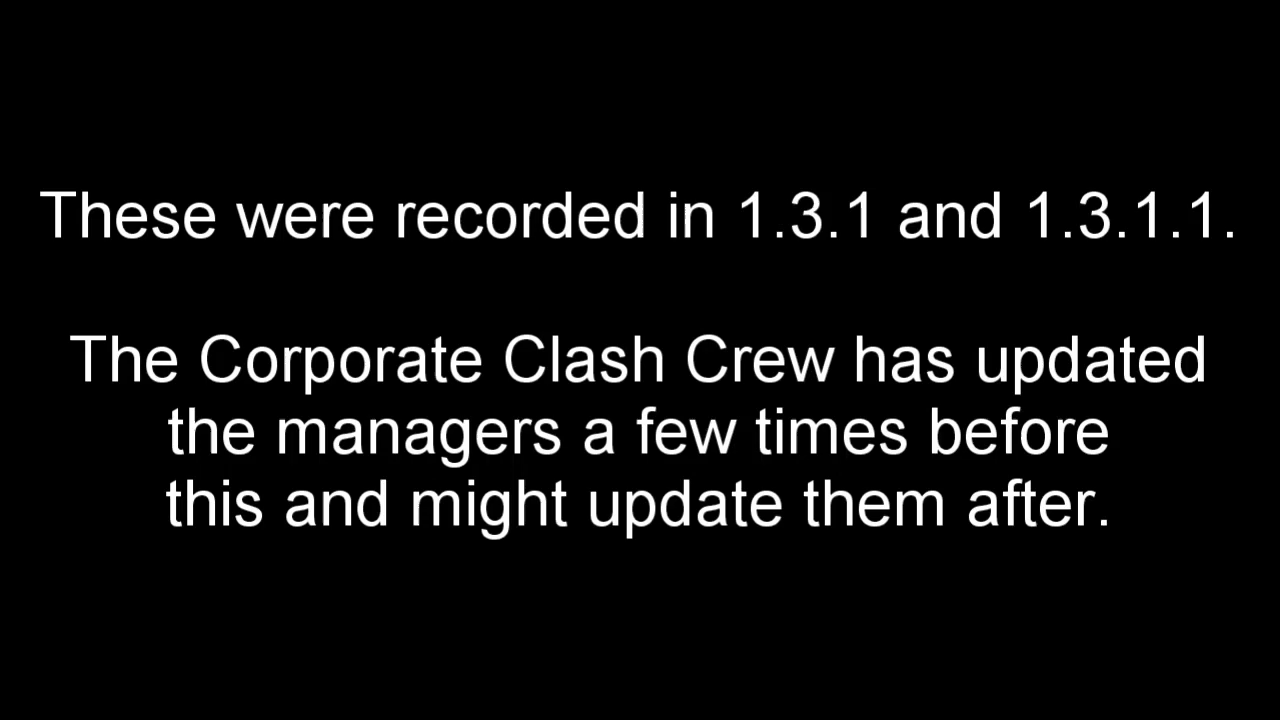 These were recorded in 1.3.1 and 1.3.1.1.
The Corporate Clash Crew has updated
the managers a few times before
this and might update them after.